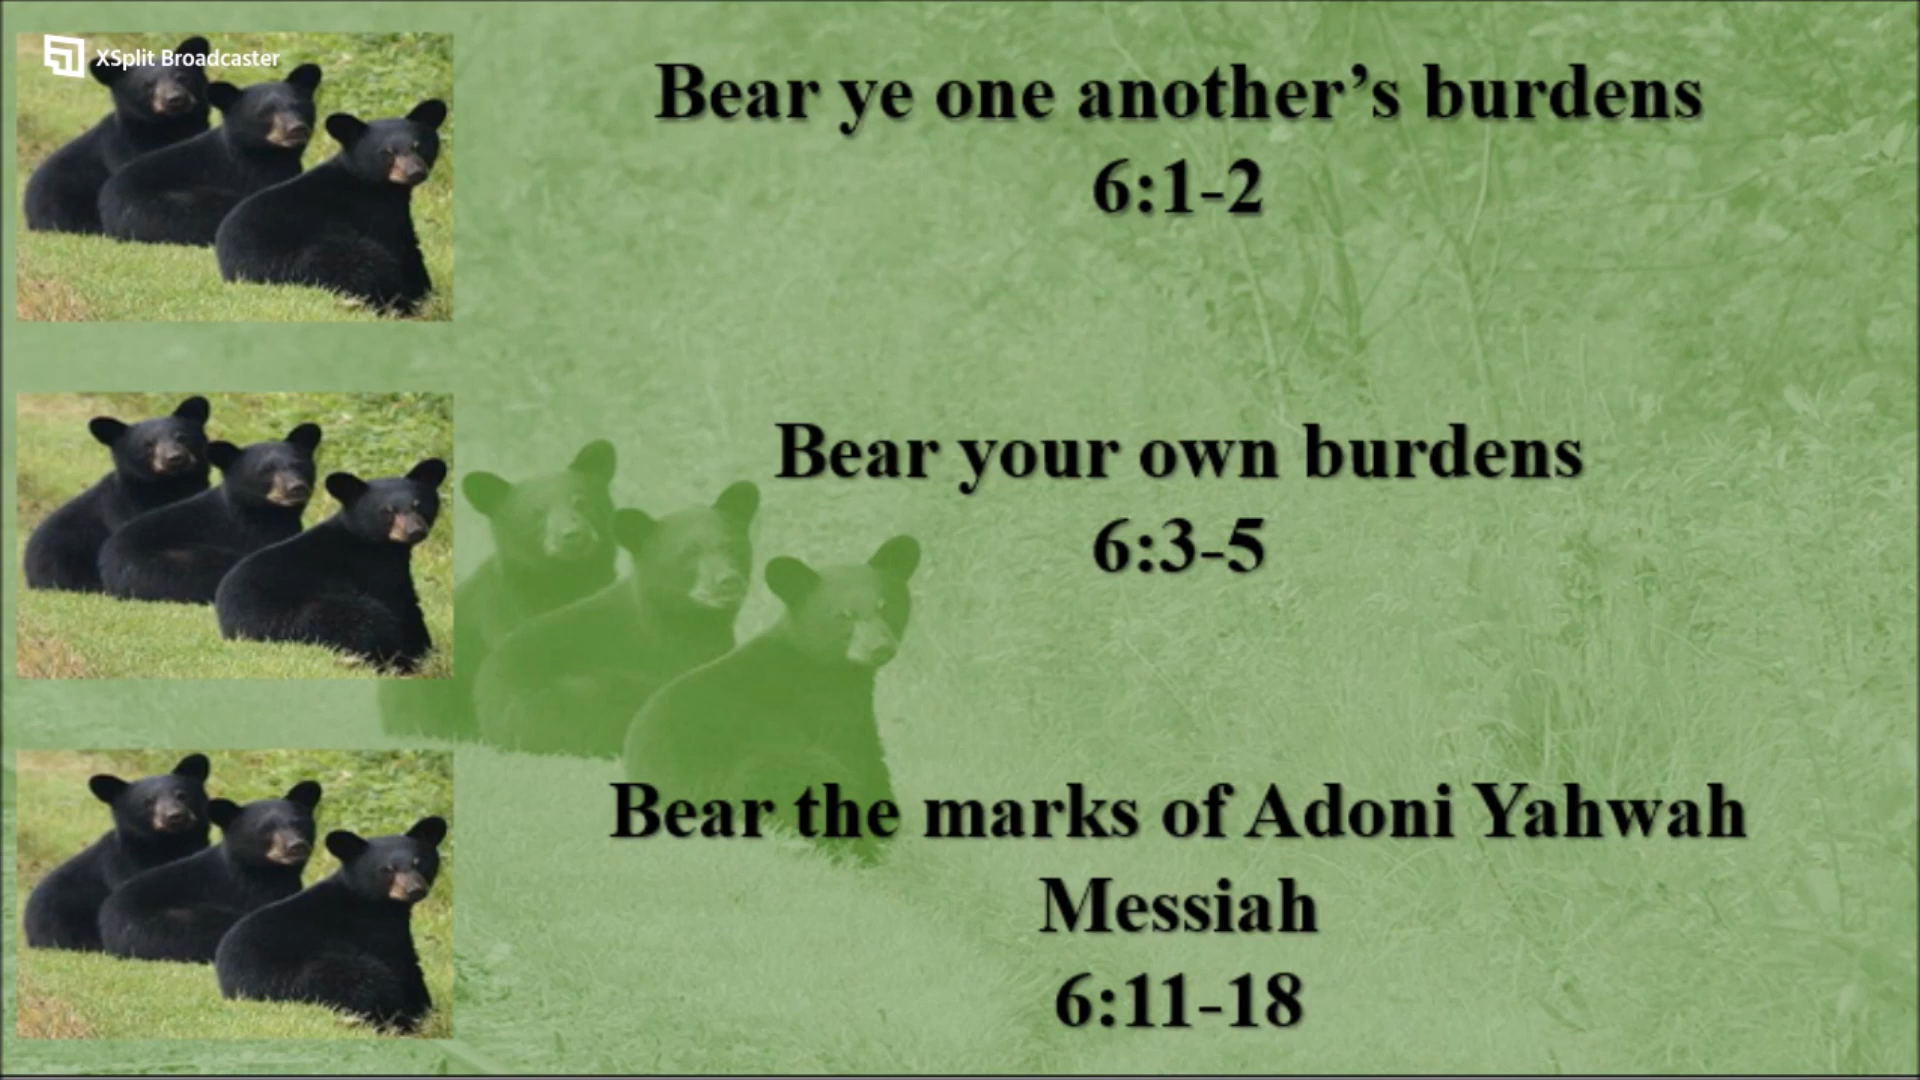 XSplit Broadcaster
Bear ye one another’s burdens
6:1-2
Bear your own burdens
6:3-5
Bear the marks of Adoni Yahwah
Messiah
6:11-18